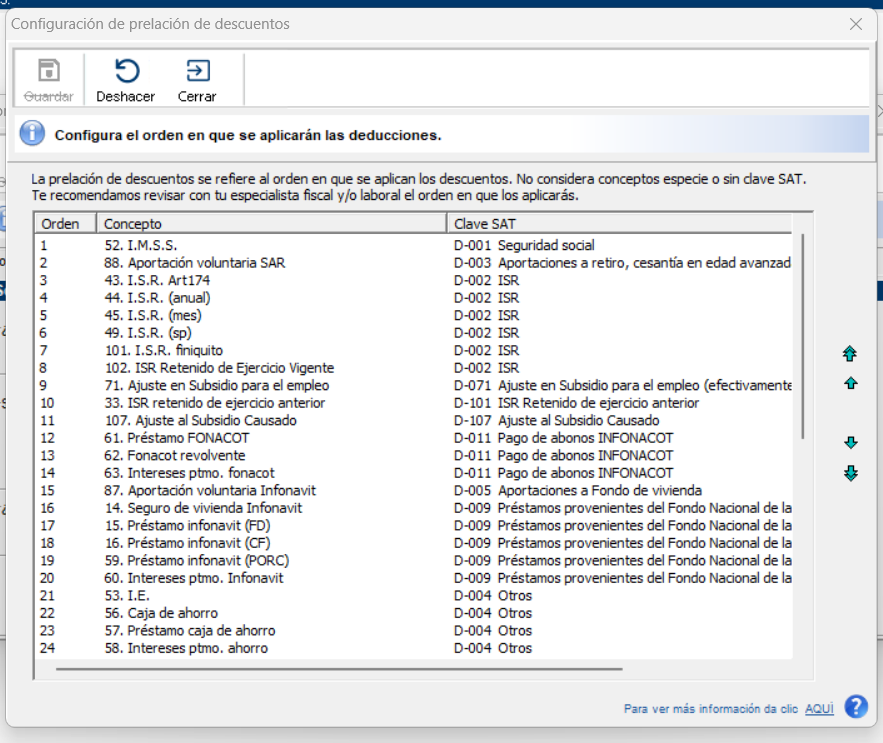 Configuración de prelación de descuentos
Guardar Deshacer Cerrar
Configura el orden en que se aplicarán las deducciones.
La prelación de descuentos se refiere al orden en que se aplican los descuentos. No considera conceptos especie o sin clave SAT.
Te recomendamos revisar con tu especialista fiscal y/o laboral el orden en que los aplicarás.
Orden Concepto Clave SAT
1 52. I.M.S.S. D-001 Seguridad social
2 88. Aportación voluntaria SAR D-003 Aportaciones a retiro, cesantía en edad avanzad
3 43. I.S.R. Art174 D-002 ISR
4 44. I.S.R. (anual) D-002 ISR
5 45. I.S.R. (mes) D-002 ISR
6 49. I.S.R. (sp) D-002 ISR
7 101. I.S.R. finiquito D-002 ISR
8 102. ISR Retenido de Ejercicio Vigente D-002 ISR
9 71. Ajuste en Subsidio para el empleo D-071 Ajuste en Subsidio para el empleo (efectivamente
10 33. ISR retenido de ejercicio anterior D-101 ISR Retenido de ejercicio anterior
11 107. Ajuste al Subsidio Causado D-107 Ajuste al Subsidio Causado
12 61. Préstamo FONACOT D-011 Pago de abonos INFONACOT
13 62. Fonacot revolvente D-011 Pago de abonos INFONACOT
14 63. Intereses ptmo. fonacot D-011 Pago de abonos INFONACOT
15 87. Aportación voluntaria Infonavit D-005 Aportaciones a Fondo de vivienda
16 14. Seguro de vivienda Infonavit D-009 Préstamos provenientes del Fondo Nacional de la
17 15. Préstamo infonavit (FD) D-009 Préstamos provenientes del Fondo Nacional de la
18 16. Préstamo infonavit (CF) D-009 Préstamos provenientes del Fondo Nacional de la
19 59. Préstamo infonavit (PORC) D-009 Préstamos provenientes del Fondo Nacional de la
20 60. Intereses ptmo. Infonavit D-009 Préstamos provenientes del Fondo Nacional de la
21 53. I.E. D-004 Otros
22 56. Caja de ahorro D-004 Otros
23 57. Préstamo caja de ahorro D-004 Otros
24 58. Intereses ptmo. ahorro D-004 Otros
Para ver más información da clic AQUÍ